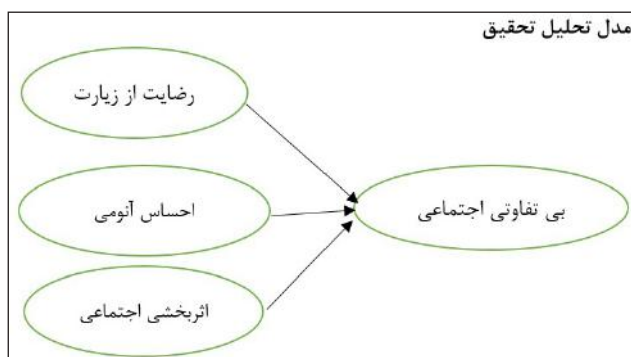 مدل تحلیل تحقیق
رضایت از زیارت
احساس آنومی
بی تفاوتی اجتماعی
اثربخشی اجتماعی